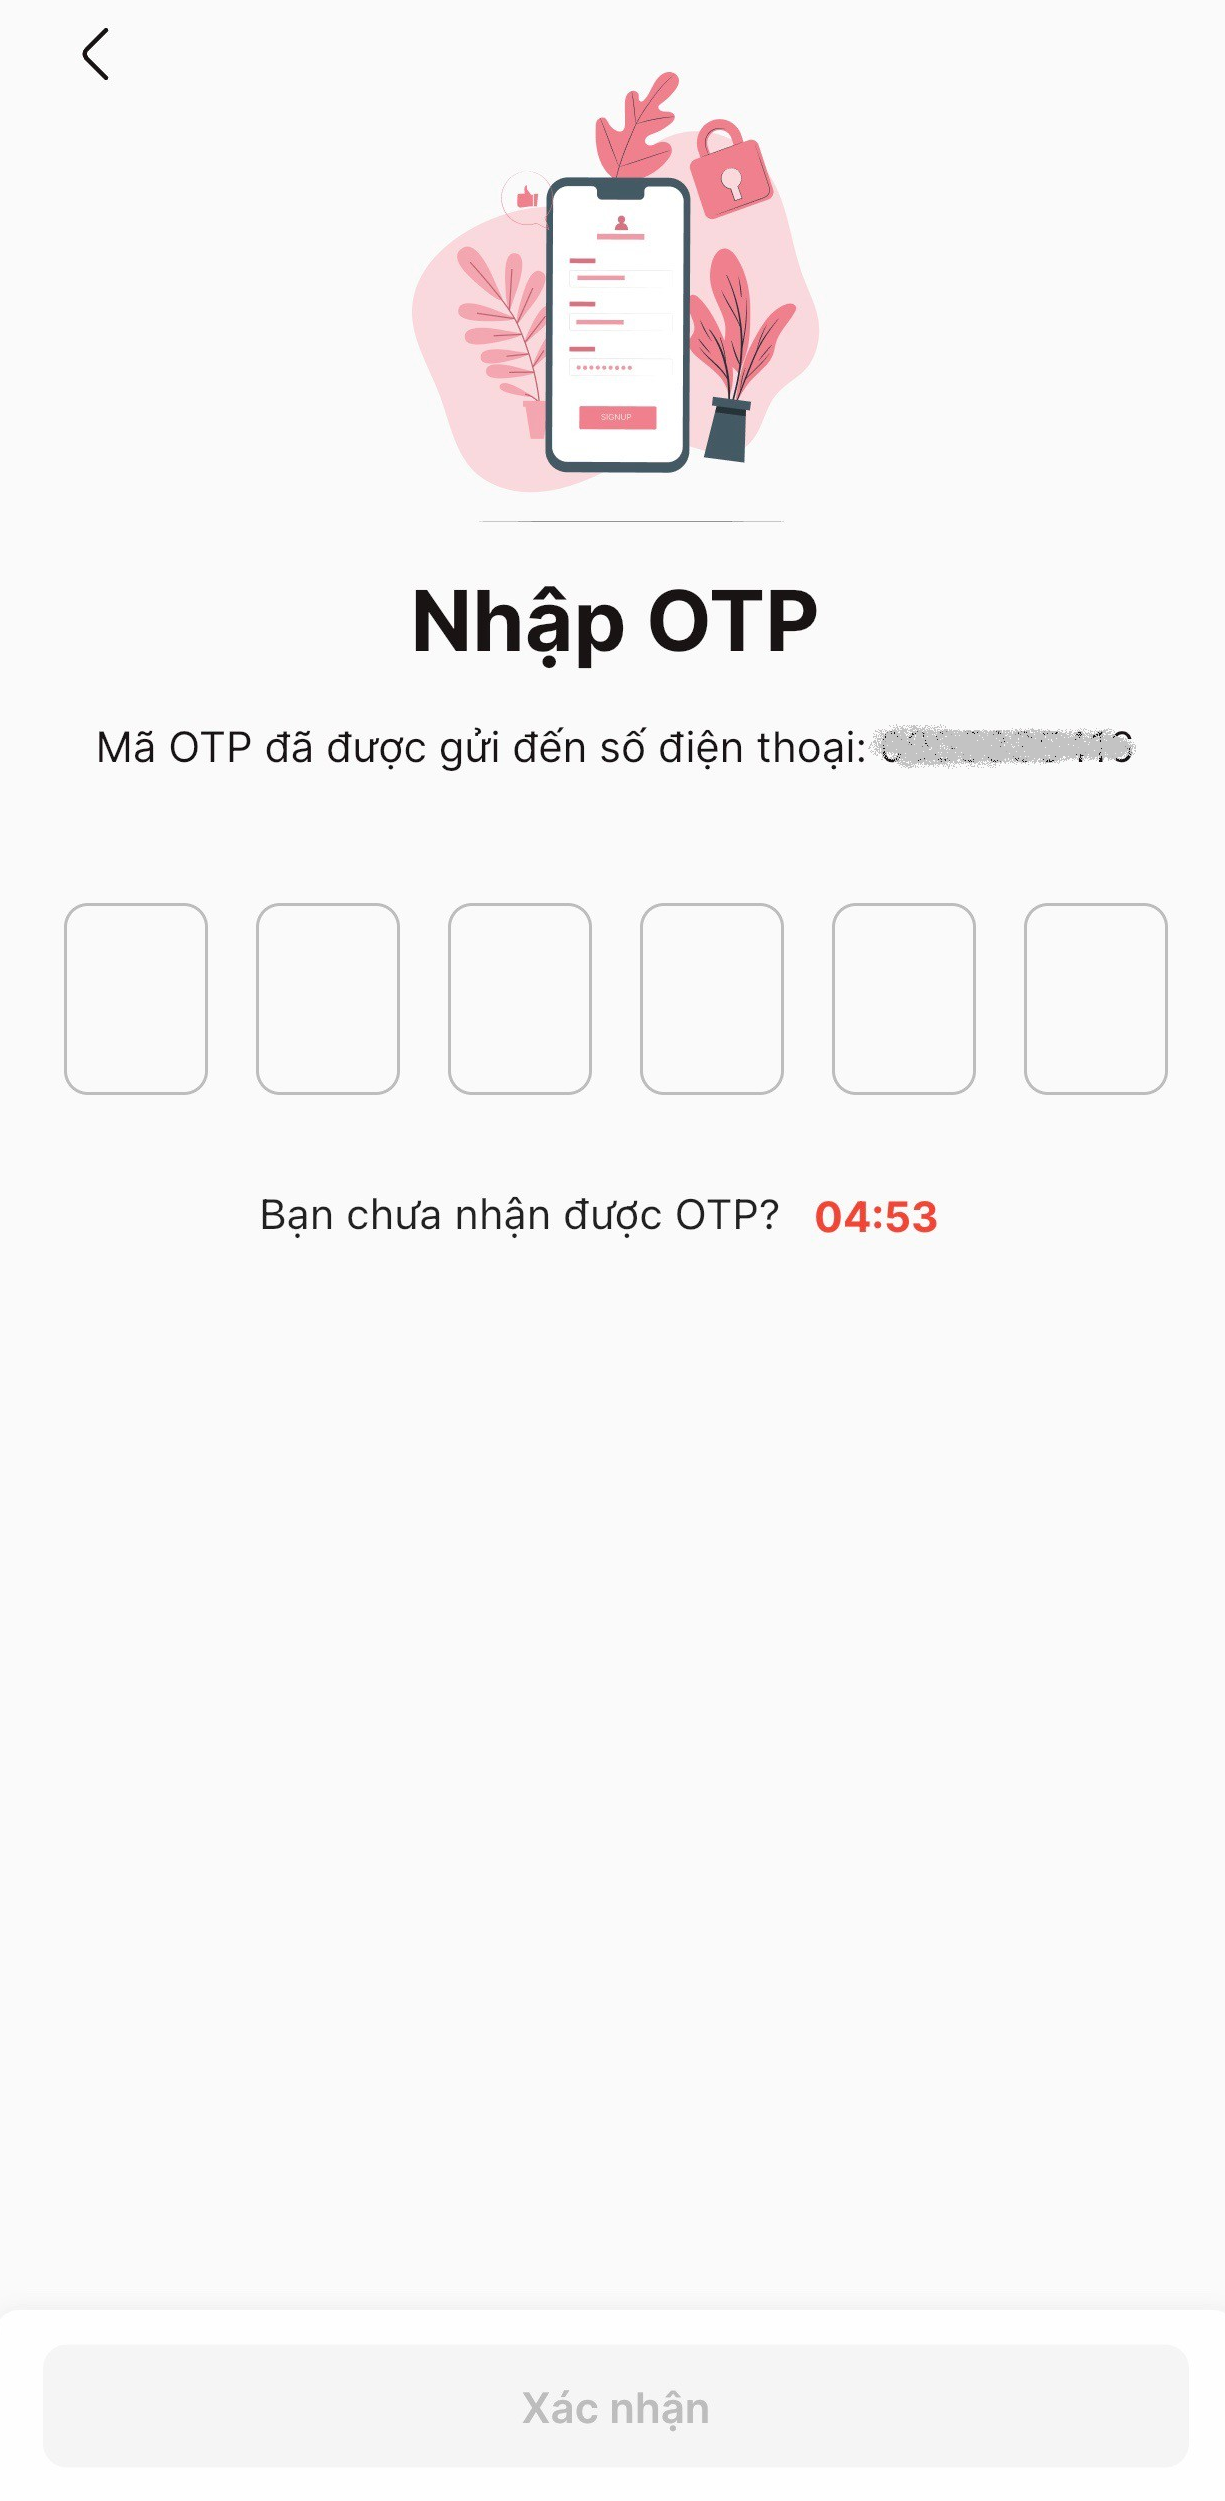 SIGNUP
Nhập OTP
Mã OTP đã được gửi đến số điện thoại:
Bạn chưa nhận được OTP? 04:53
Xác nhận